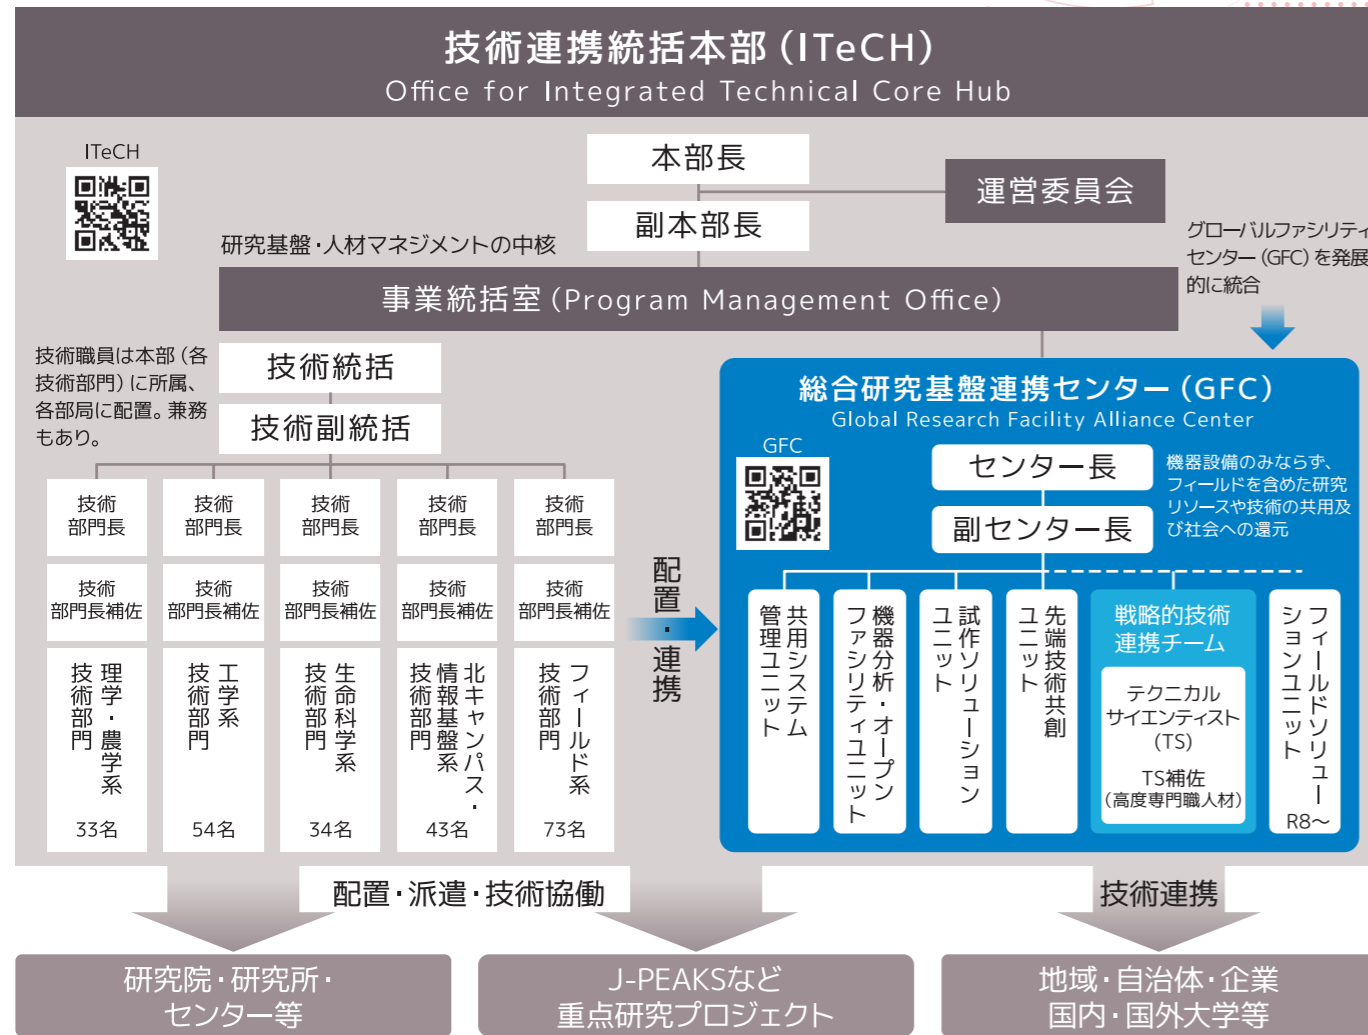 技術連携統括本部（ITeCH）
Office for Integrated Technical Core Hub
ITeCH
本部長
運営委員会
副本部長
研究基盤・人材マネジメントの中核
グローバルファシリティ
センター（GFC）を発展
的に統合
事業統括室（Program Management Office）
技術職員は本部（各
技術部門）に所属、
各部局に配置。兼務
もあり。
技術統括
技術副統括
技術
部門長
技術
部門長
技術
部門長
技術
部門長
技術
部門長
技術
部門長補佐
技術
部門長補佐
技術
部門長補佐
技術
部門長補佐
技術
部門長補佐
理学・農学系
技術部門
33名
工学系
技術部門
54名
生命科学系
技術部門
34名
北キャンパス・
情報基盤系
技術部門
43名
フィールド系
技術部門
73名
配置・連携
総合研究基盤連携センター（GFC）
Global Research Facility Alliance Center
GFC
センター長
副センター長
機器設備のみならず、
フィールドを含めた研究
リソースや技術の共用及
び社会への還元
共用システム
管理ユニット
機器分析・オープン
ファシリティユニット
試作ソリューション
ユニット
先端技術共創
ユニット
戦略的技術
連携チーム
テクニカル
サイエンティスト
(TS)
TS補佐
(高度専門職人材)
フィールドソリュー
ションユニット
R8～
配置・派遣・技術協働
技術連携
研究院・研究所・
センター等
J-PEAKSなど
重点研究プロジェクト
地域・自治体・企業
国内・国外大学等